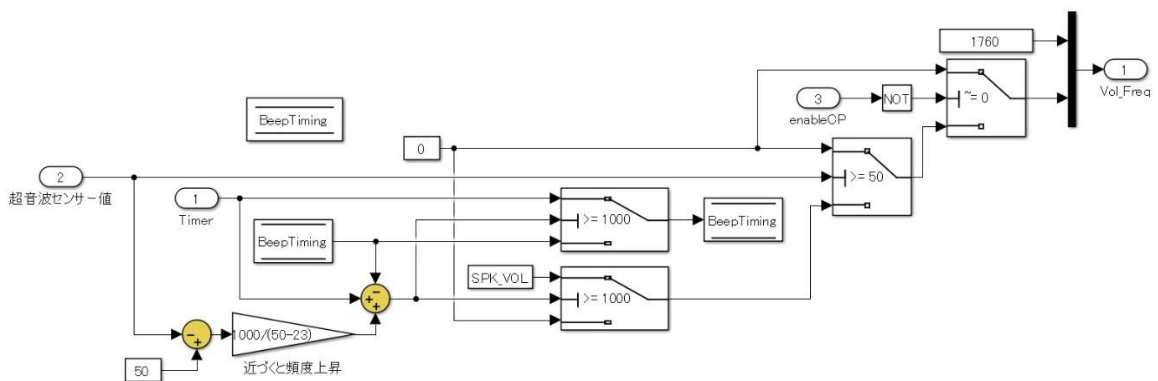 1760
1
Vol_Freq
3
enableCP
NOT
~= 0
BeepTiming
0
2
超音波センサー値
>= 50
1
Timer
>= 1000
BeepTiming
BeepTiming
SPK_VOL
>= 1000
1000/(50-23)
50
近づくと頻度上昇